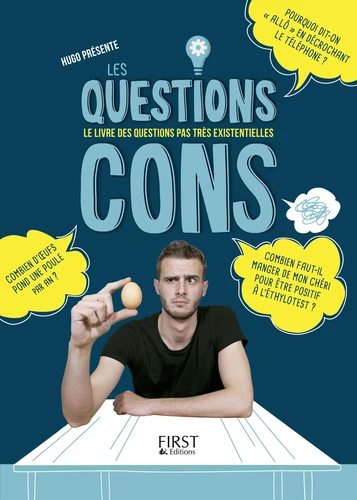 HUGO PRÉSENTE
LES
QUESTIONS
LE LIVRE DES QUESTIONS PAS TRÈS EXISTENTIELLES
CONS
POURQUOI DIT-ON
« ALLÔ » EN DÉCROCHANT
LE TÉLÉPHONE ?
COMBIEN D'ŒUFS
POND UNE POULE
PAR AN ?
COMBIEN FAUT-IL
MANGER DE MON CHÉRI
POUR ÊTRE POSITIF
À L'ÉTHYLOTEST ?
FIRST
Editions